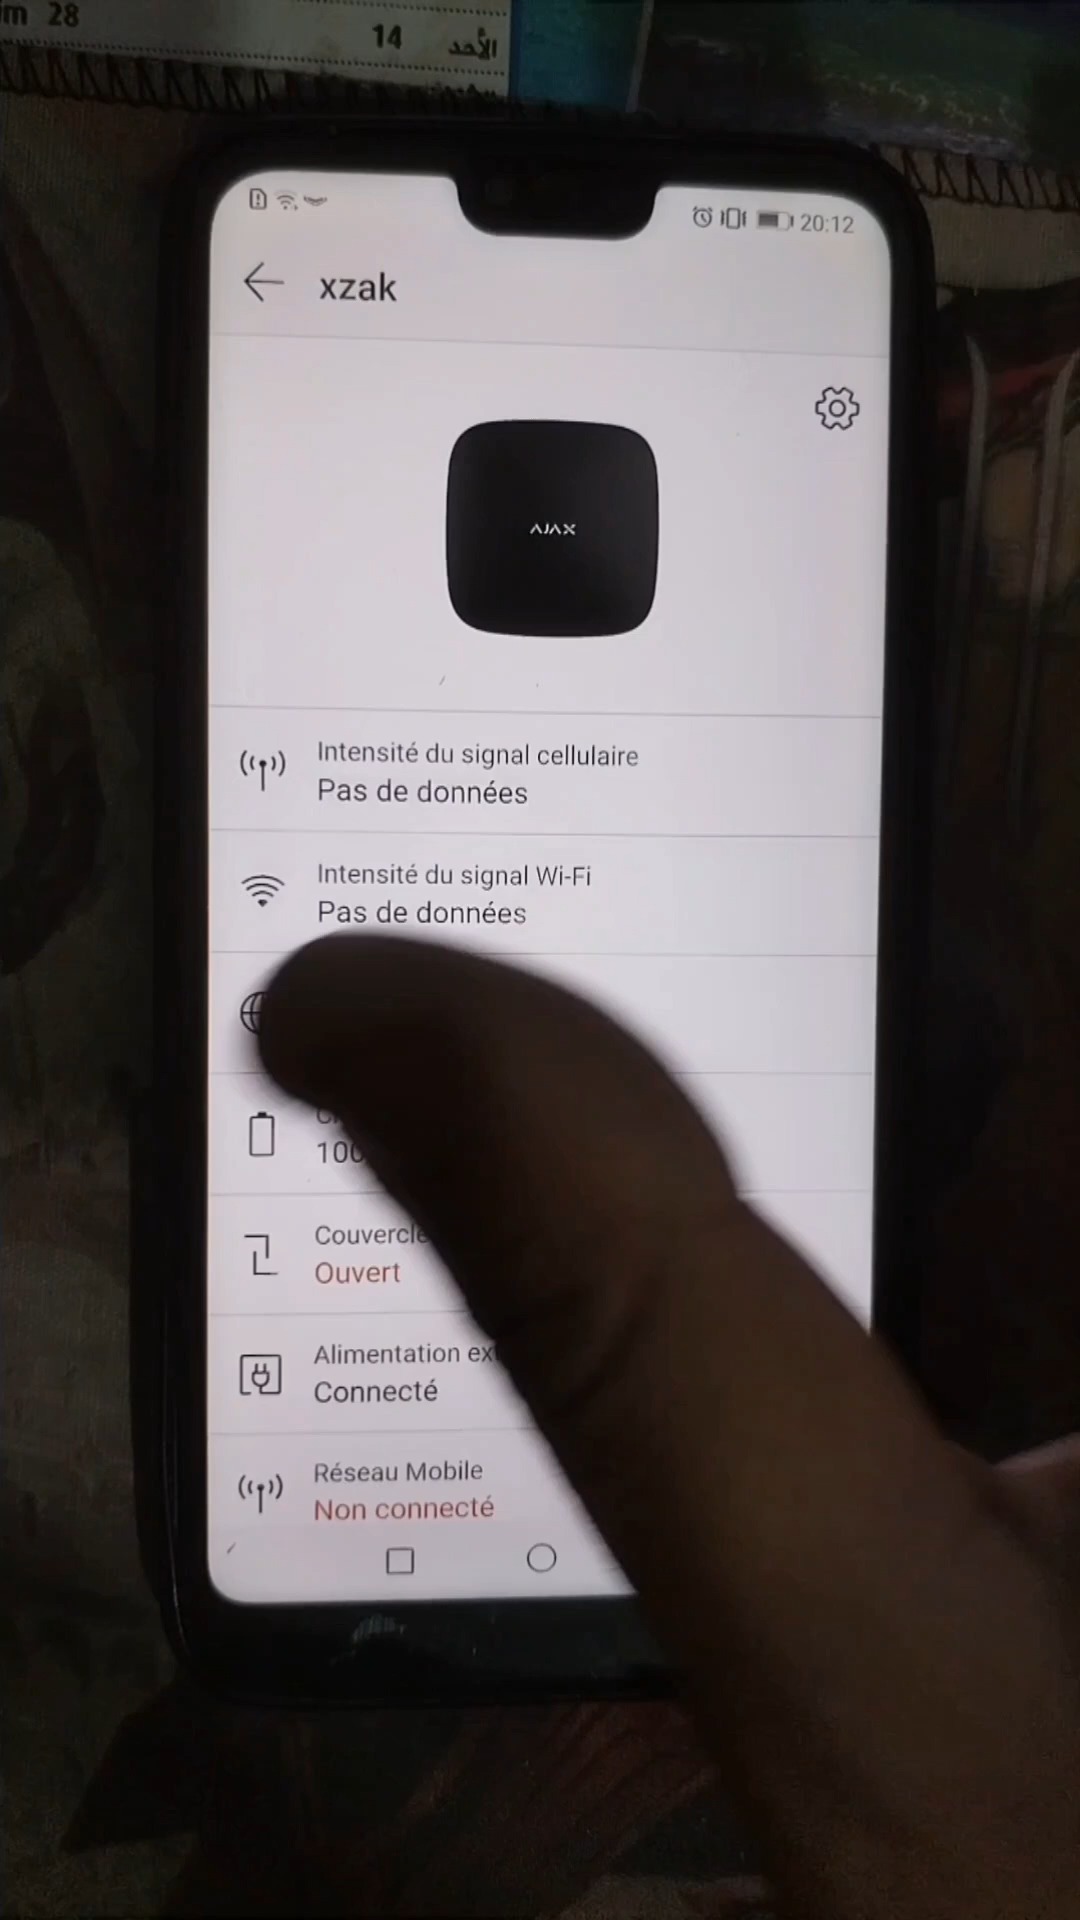 im 28
14 الأحد
20:12
xzak
AJAX
Intensité du signal cellulaire
Pas de données
Intensité du signal Wi-Fi
Pas de données
100
Couvercle
Ouvert
Alimentation ex
Connecté
Réseau Mobile
Non connecté